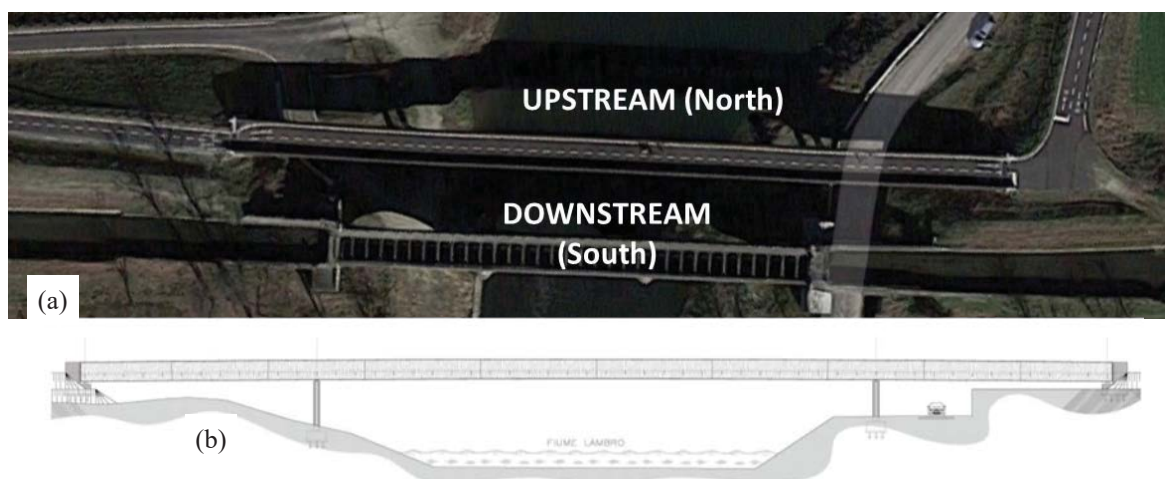 UPSTREAM (North)
DOWNSTREAM
(South)
(a)
(b)
FIUME LAMBRO